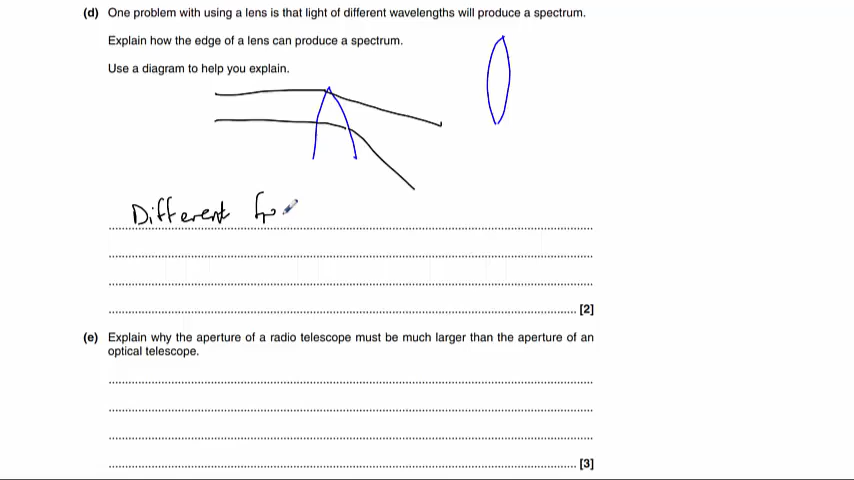 (d) One problem with using a lens is that light of different wavelengths will produce a spectrum.
Explain how the edge of a lens can produce a spectrum.
Use a diagram to help you explain.
Different
[2]
(e) Explain why the aperture of a radio telescope must be much larger than the aperture of an
optical telescope.
[3]